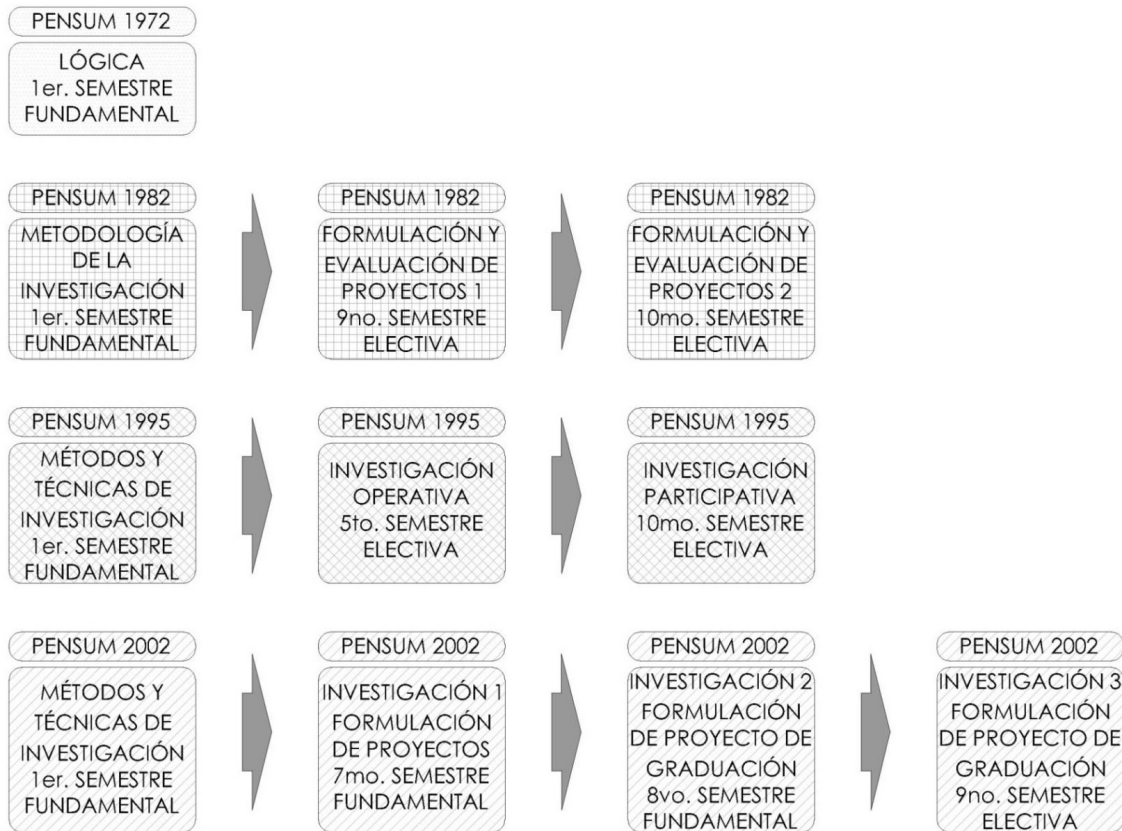 PENSUM 1972
LÓGICA
1er. SEMESTRE
FUNDAMENTAL
PENSUM 1982
METODOLOGÍA
DE LA
INVESTIGACIÓN
1er. SEMESTRE
FUNDAMENTAL
PENSUM 1982
FORMULACIÓN Y
EVALUACIÓN DE
PROYECTOS 1
9no. SEMESTRE
ELECTIVA
PENSUM 1982
FORMULACIÓN Y
EVALUACIÓN DE
PROYECTOS 2
10mo. SEMESTRE
ELECTIVA
PENSUM 1995
MÉTODOS Y
TÉCNICAS DE
INVESTIGACIÓN
1er. SEMESTRE
FUNDAMENTAL
PENSUM 1995
INVESTIGACIÓN
OPERATIVA
5to. SEMESTRE
ELECTIVA
PENSUM 1995
INVESTIGACIÓN
PARTICIPATIVA
10mo. SEMESTRE
ELECTIVA
PENSUM 2002
MÉTODOS Y
TÉCNICAS DE
INVESTIGACIÓN
1er. SEMESTRE
FUNDAMENTAL
PENSUM 2002
INVESTIGACIÓN 1
FORMULACIÓN
DE PROYECTOS
7mo. SEMESTRE
FUNDAMENTAL
PENSUM 2002
INVESTIGACIÓN 2
FORMULACIÓN
DE PROYECTO DE
GRADUACIÓN
8vo. SEMESTRE
FUNDAMENTAL
PENSUM 2002
INVESTIGACIÓN 3
FORMULACIÓN
DE PROYECTO DE
GRADUACIÓN
9no. SEMESTRE
ELECTIVA